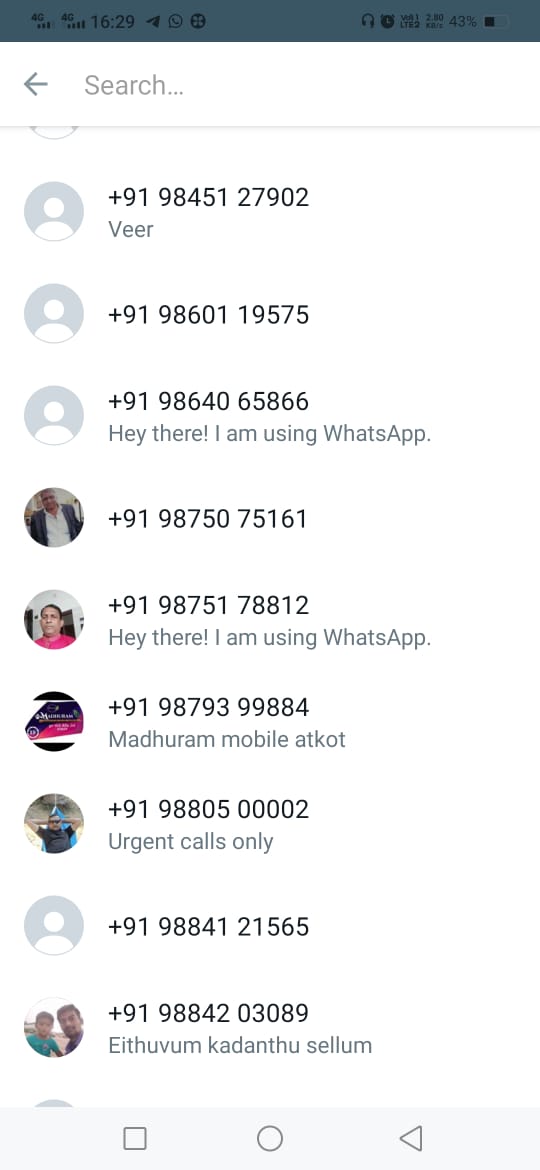 4G 4G 16:29 2.80 KB/s 43%
Search...
+91 98451 27902
Veer
+91 98601 19575
+91 98640 65866
Hey there! I am using WhatsApp.
+91 98750 75161
+91 98751 78812
Hey there! I am using WhatsApp.
MADHURAM
+91 98793 99884
Madhuram mobile atkot
+91 98805 00002
Urgent calls only
+91 98841 21565
+91 98842 03089
Eithuvum kadanthu sellum